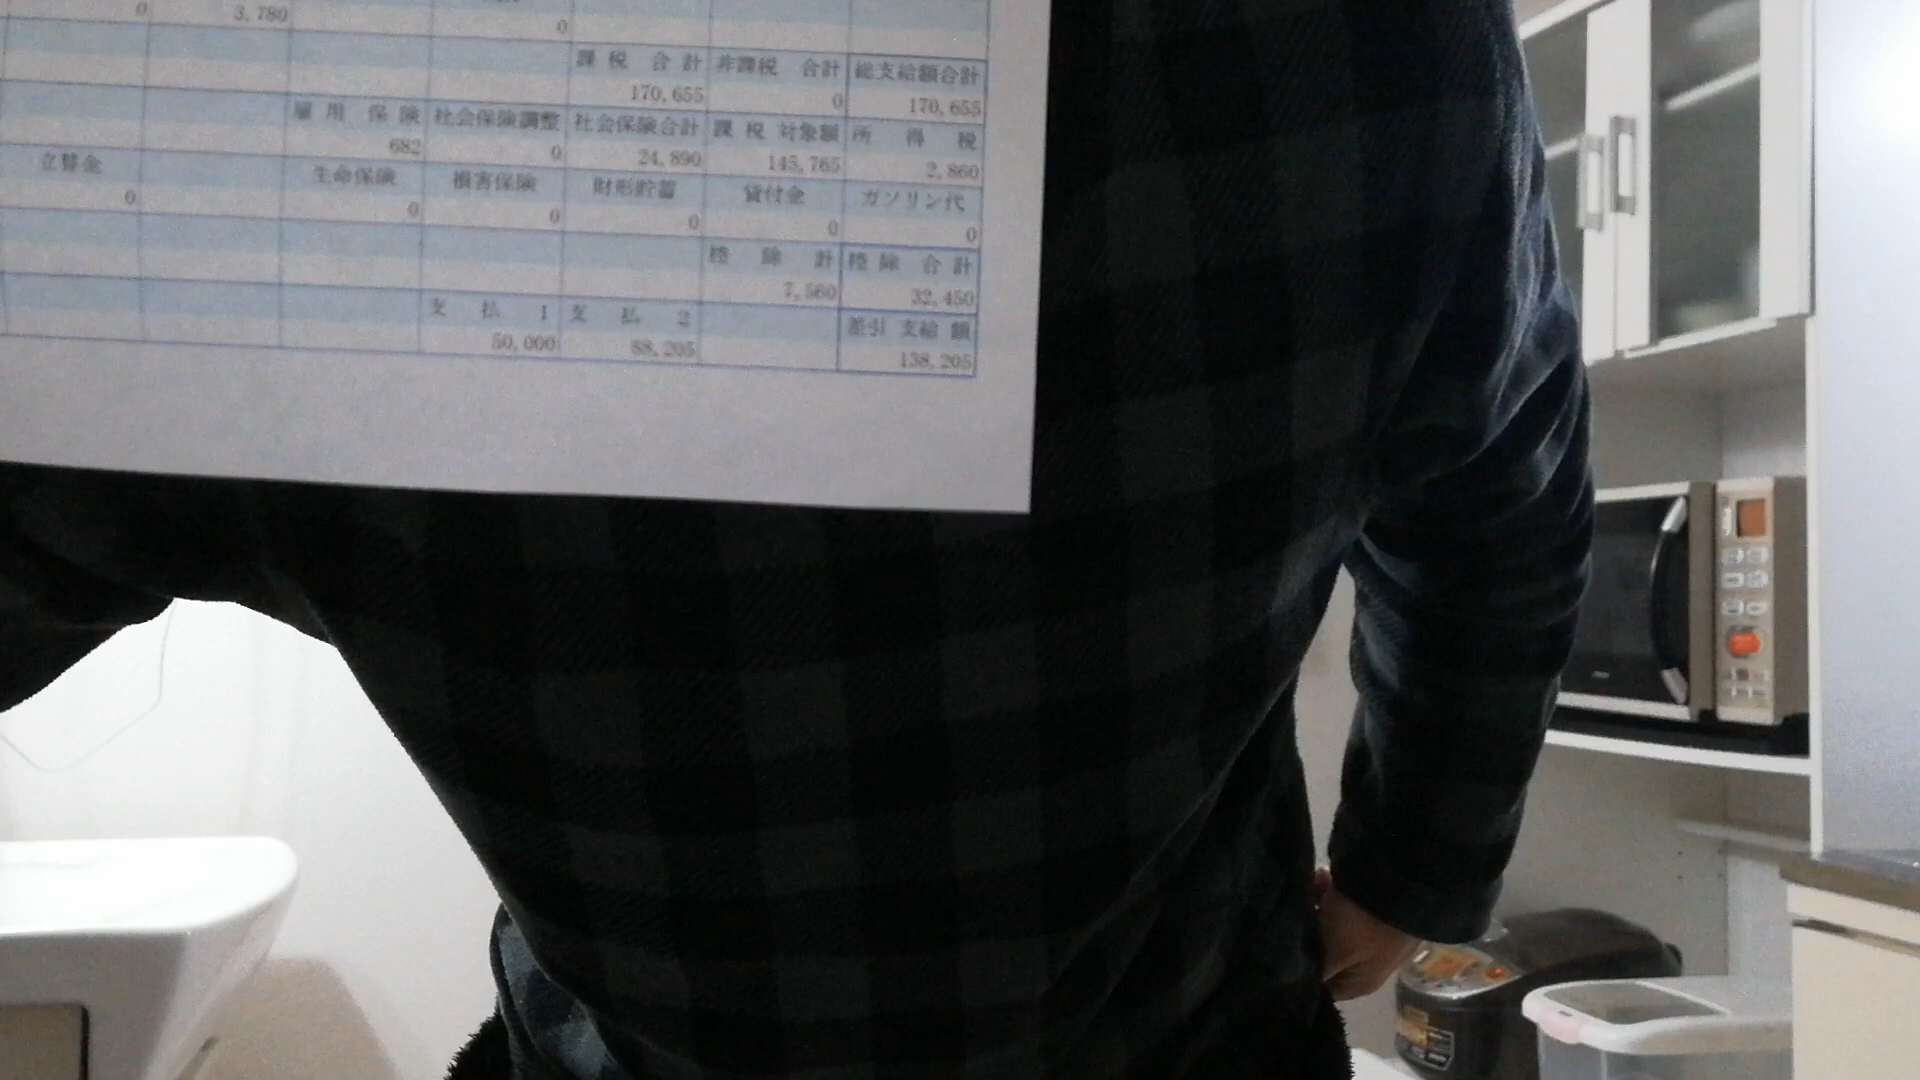 0 3,780
0
課税合計 非課税合計 総支給額合計
170,655 0 170,655
雇用保険 社会保険調整 社会保険合計 課税対象額 所得税
682 0 24,890 145,765 2,860
立替金 生命保険 損害保険 財形貯蓄 貸付金 ガソリン代
0 0 0 0 0 0
控除計 控除合計
7,560 32,450
支払1 支払2 差引支給額
50,000 88,205 138,205